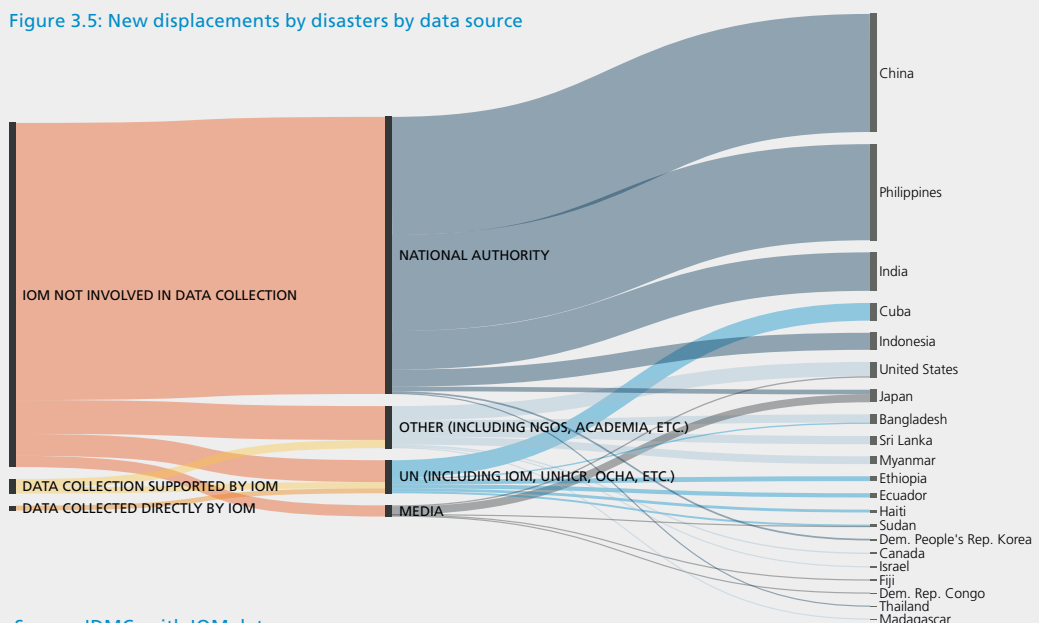 Figure 3.5: New displacements by disasters by data source
China
Philippines
NATIONAL AUTHORITY
India
IOM NOT INVOLVED IN DATA COLLECTION
Cuba
Indonesia
United States
Japan
OTHER (INCLUDING NGOS, ACADEMIA, ETC.)
Bangladesh
Sri Lanka
Myanmar
UN (INCLUDING IOM, UNHCR, OCHA, ETC.)
Ethiopia
DATA COLLECTION SUPPORTED BY IOM
Ecuador
DATA COLLECTED DIRECTLY BY IOM
MEDIA
Haiti
Sudan
Dem. People's Rep. Korea
Canada
Israel
Fiji
Dem. Rep. Congo
Thailand
Madagascar